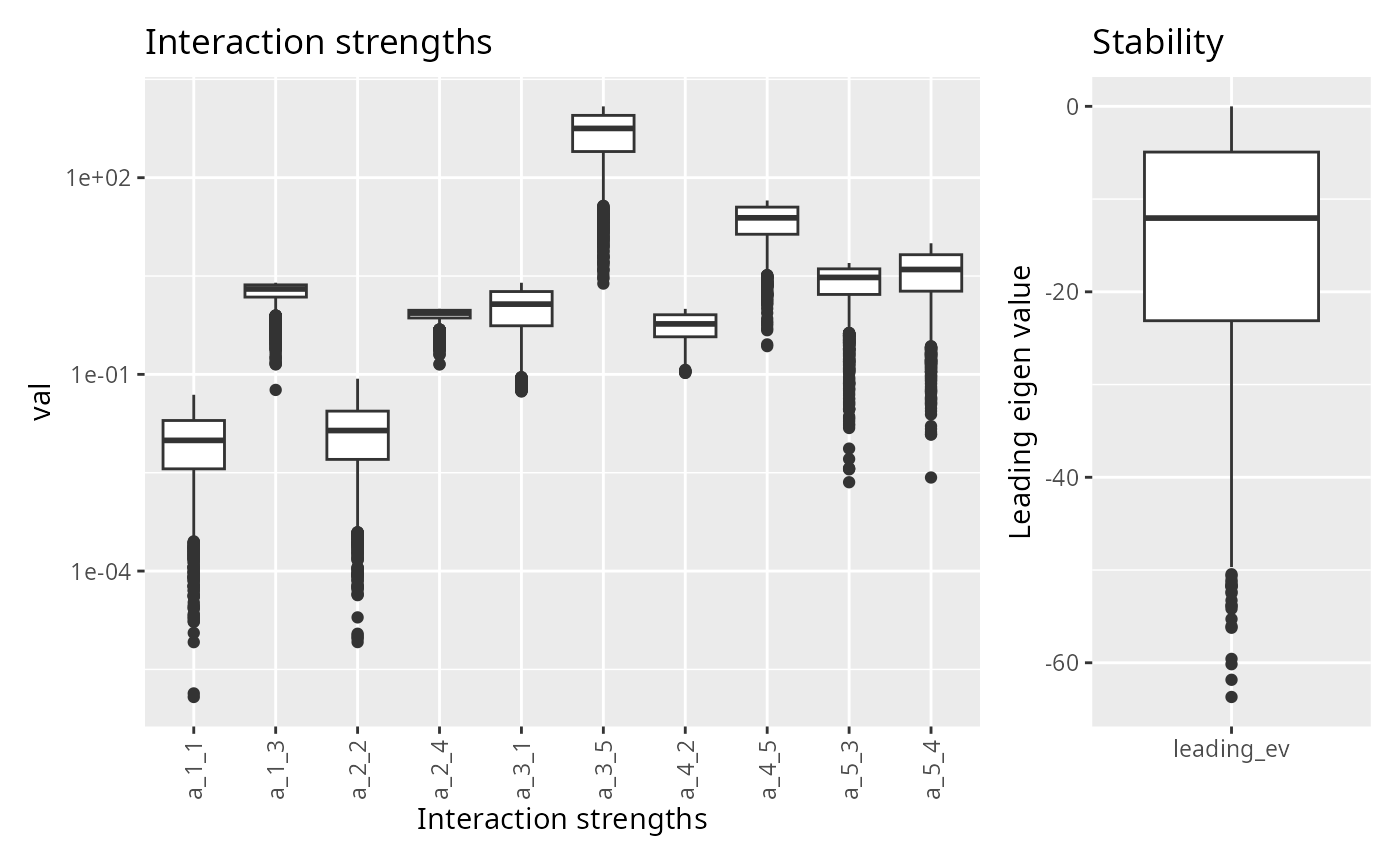 Interaction strengths
val
1e+02
1e-01
1e-04
a_1_1
a_1_3
a_2_2
a_2_4
a_3_1
a_3_5
a_4_2
a_4_5
a_5_3
a_5_4
Interaction strengths
Stability
Leading eigen value
0
-20
-40
-60
leading_ev